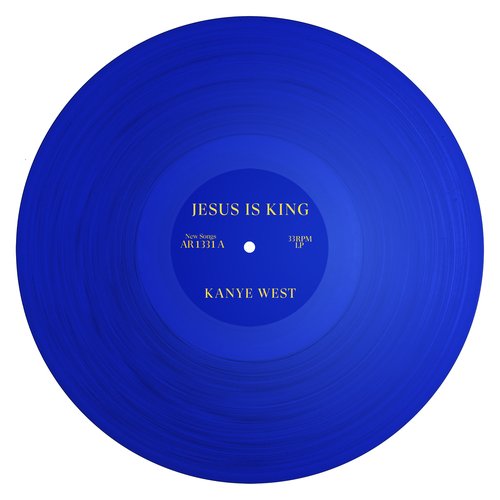 JESUS IS KING
New Songs
AR 1331 A
33RPM
LP
KANYE WEST